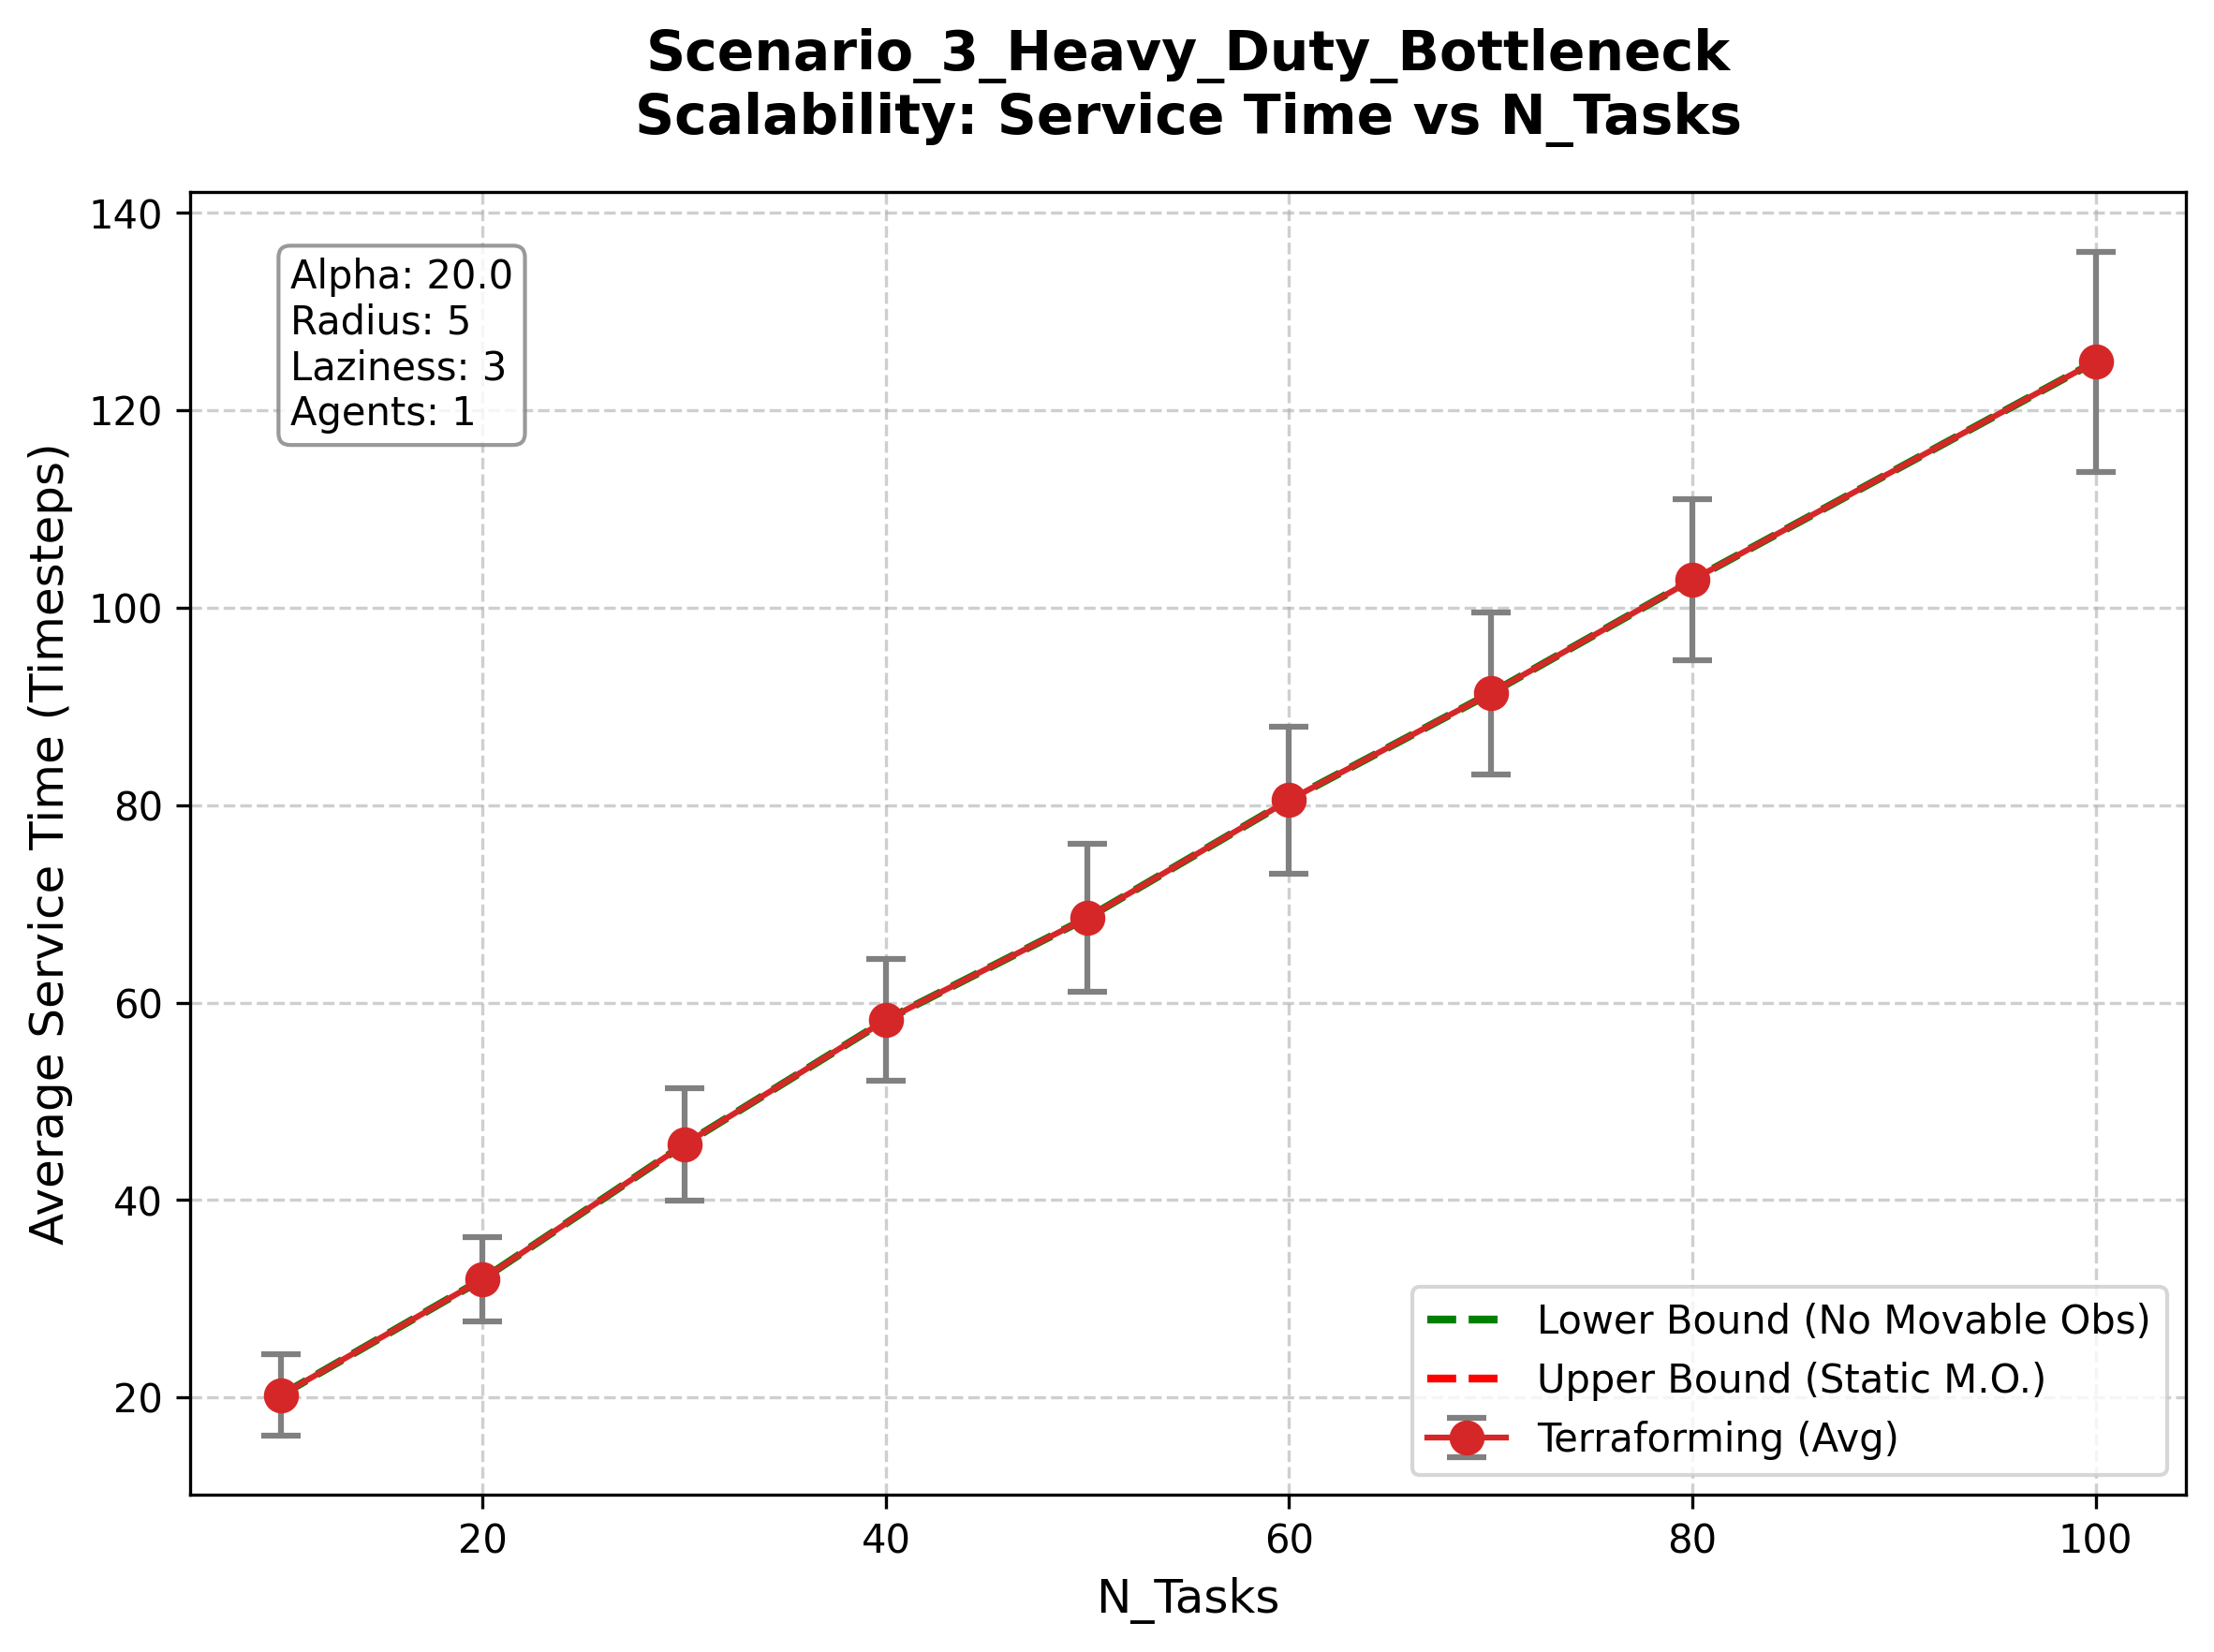 Scenario_3_Heavy_Duty_Bottleneck
Scalability: Service Time vs N_Tasks
Alpha: 20.0
Radius: 5
Laziness: 3
Agents: 1
Average Service Time (Timesteps)
140
120
100
80
60
40
20
20 40 60 80 100
N_Tasks
Lower Bound (No Movable Obs)
Upper Bound (Static M.O.)
Terraforming (Avg)